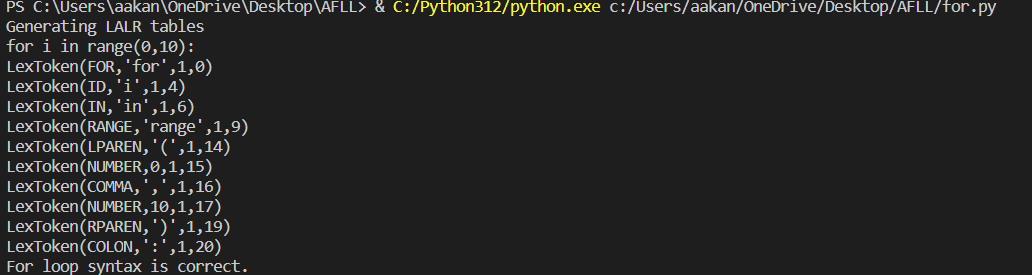 PS C:\Users\aakan\OneDrive\Desktop\AFLL> & C:/Python312/python.exe c:/Users/aakan/OneDrive/Desktop/AFLL/for.py
Generating LALR tables
for i in range(0,10):
LexToken(FOR,'for',1,0)
LexToken(ID,'i',1,4)
LexToken(IN,'in',1,6)
LexToken(RANGE,'range',1,9)
LexToken(LPAREN,'(',1,14)
LexToken(NUMBER,0,1,15)
LexToken(COMMA,',',1,16)
LexToken(NUMBER,10,1,17)
LexToken(RPAREN,')',1,19)
LexToken(COLON,':',1,20)
For loop syntax is correct.